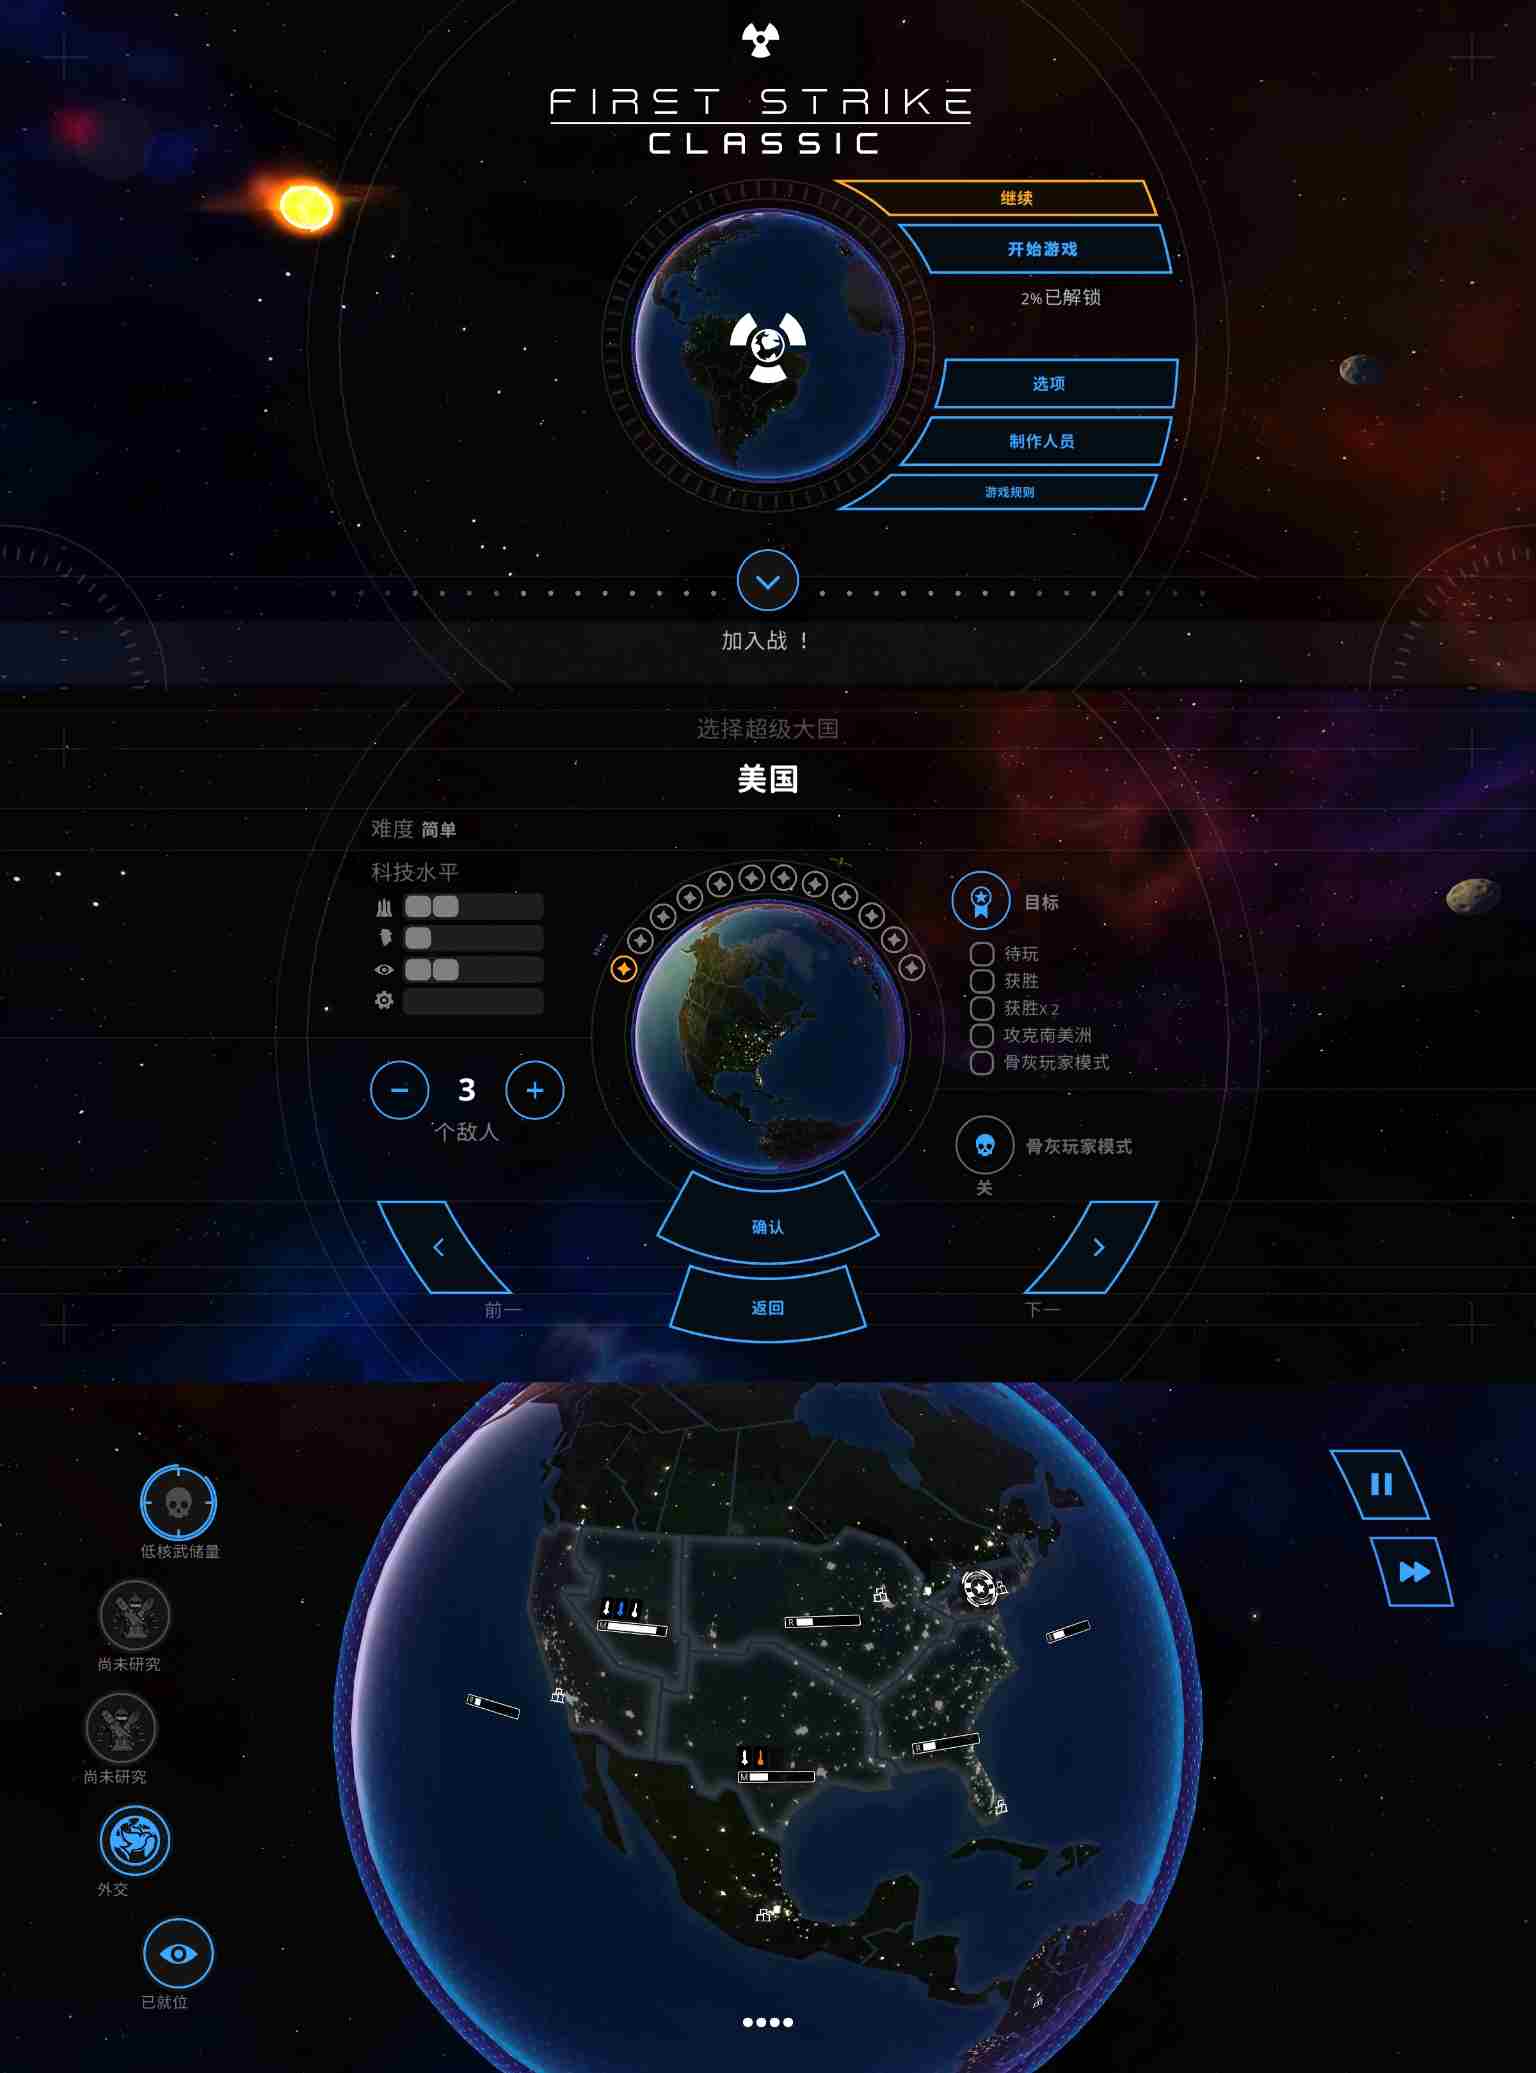 FIRST STRIKE
CLASSIC
继续
开始游戏
2%已解锁
选项
制作人员
游戏规则
加入战 !
选择超级大国
美国
难度 简单
科技水平
目标
待玩
获胜
获胜X 2
攻克南美洲
骨灰玩家模式
3
个敌人
骨灰玩家模式
关
确认
前一
下一
返回
低核武储量
尚未研究
尚未研究
外交
已就位
M
R
R
M